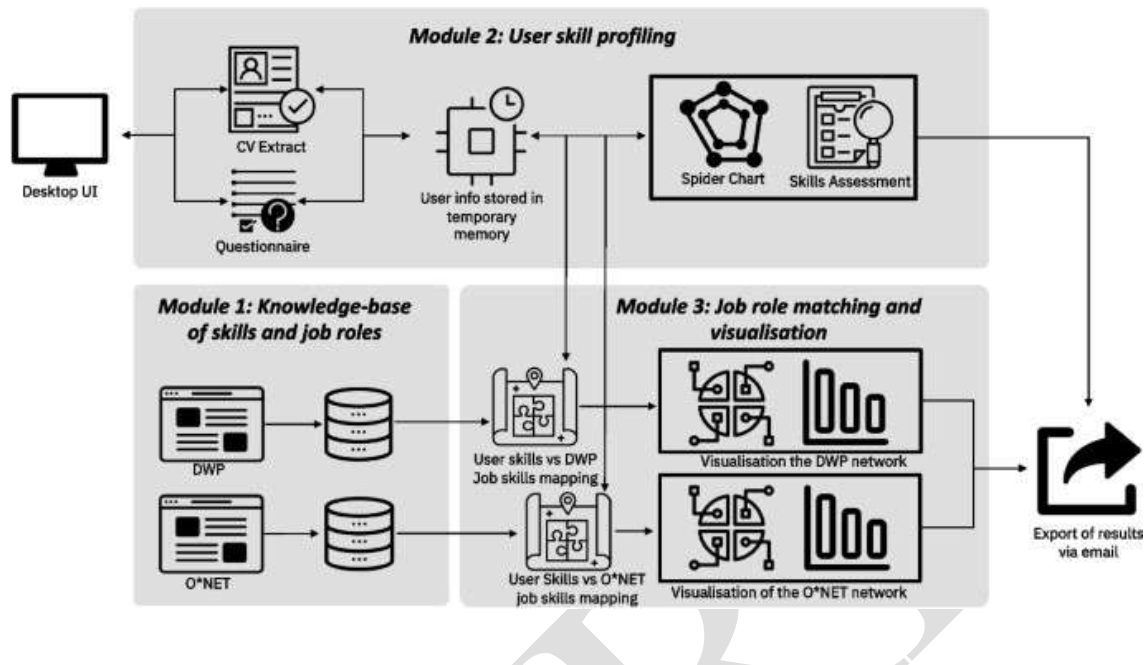 Module 2: User skill profiling
Desktop UI
CV Extract
Questionnaire
User info stored in
temporary
memory
Spider Chart
Skills Assessment
Module 1: Knowledge-base
of skills and job roles
DWP
O*NET
Module 3: Job role matching and
visualisation
User skills vs DWP
Job skills mapping
Visualisation the DWP network
User Skills vs O*NET
job skills mapping
Visualisation of the O*NET network
Export of results
via email